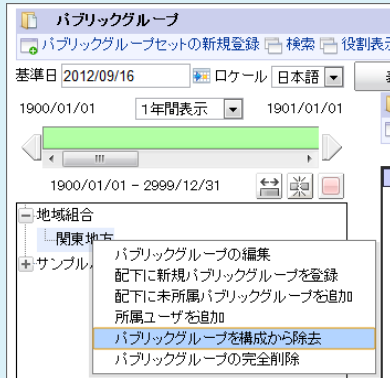 パブリックグループ
パブリックグループセットの新規登録 検索 役割表示
基準日 2012/09/16 ロケール 日本語
1900/01/01 1年間表示 1901/01/01
1900/01/01 - 2999/12/31
地域組合
関東地方
サンプル
パブリックグループの編集
配下に新規パブリックグループを登録
配下に未所属パブリックグループを追加
所属ユーザを追加
パブリックグループを構成から除去
パブリックグループの完全削除